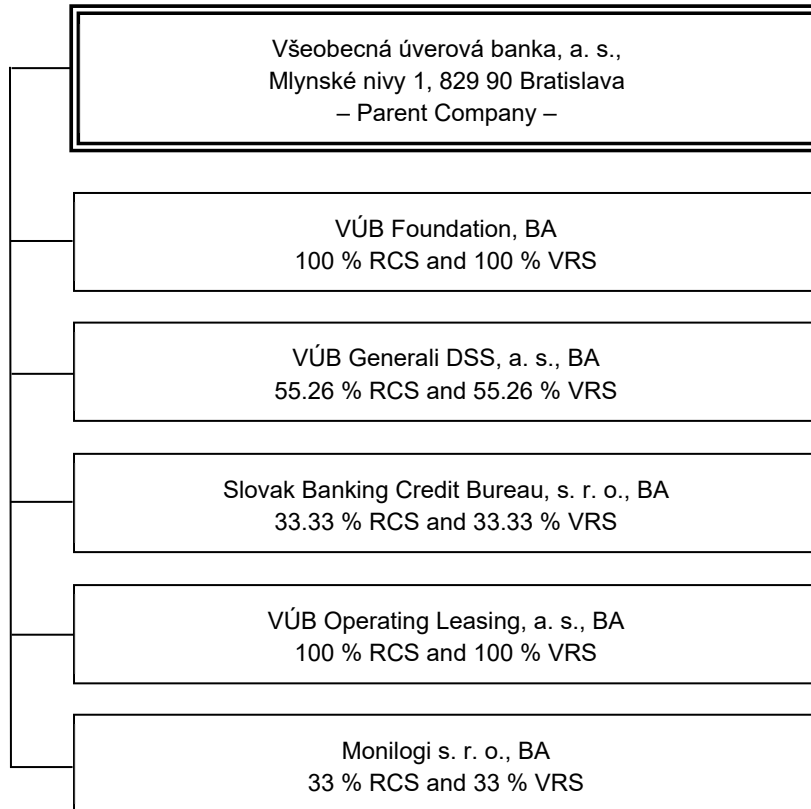 Všeobecná úverová banka, a. s.,
Mlynské nivy 1, 829 90 Bratislava
– Parent Company –
VÚB Foundation, BA
100 % RCS and 100 % VRS
VÚB Generali DSS, a. s., BA
55.26 % RCS and 55.26 % VRS
Slovak Banking Credit Bureau, s. r. o., BA
33.33 % RCS and 33.33 % VRS
VÚB Operating Leasing, a. s., BA
100 % RCS and 100 % VRS
Monilogi s. r. o., BA
33 % RCS and 33 % VRS